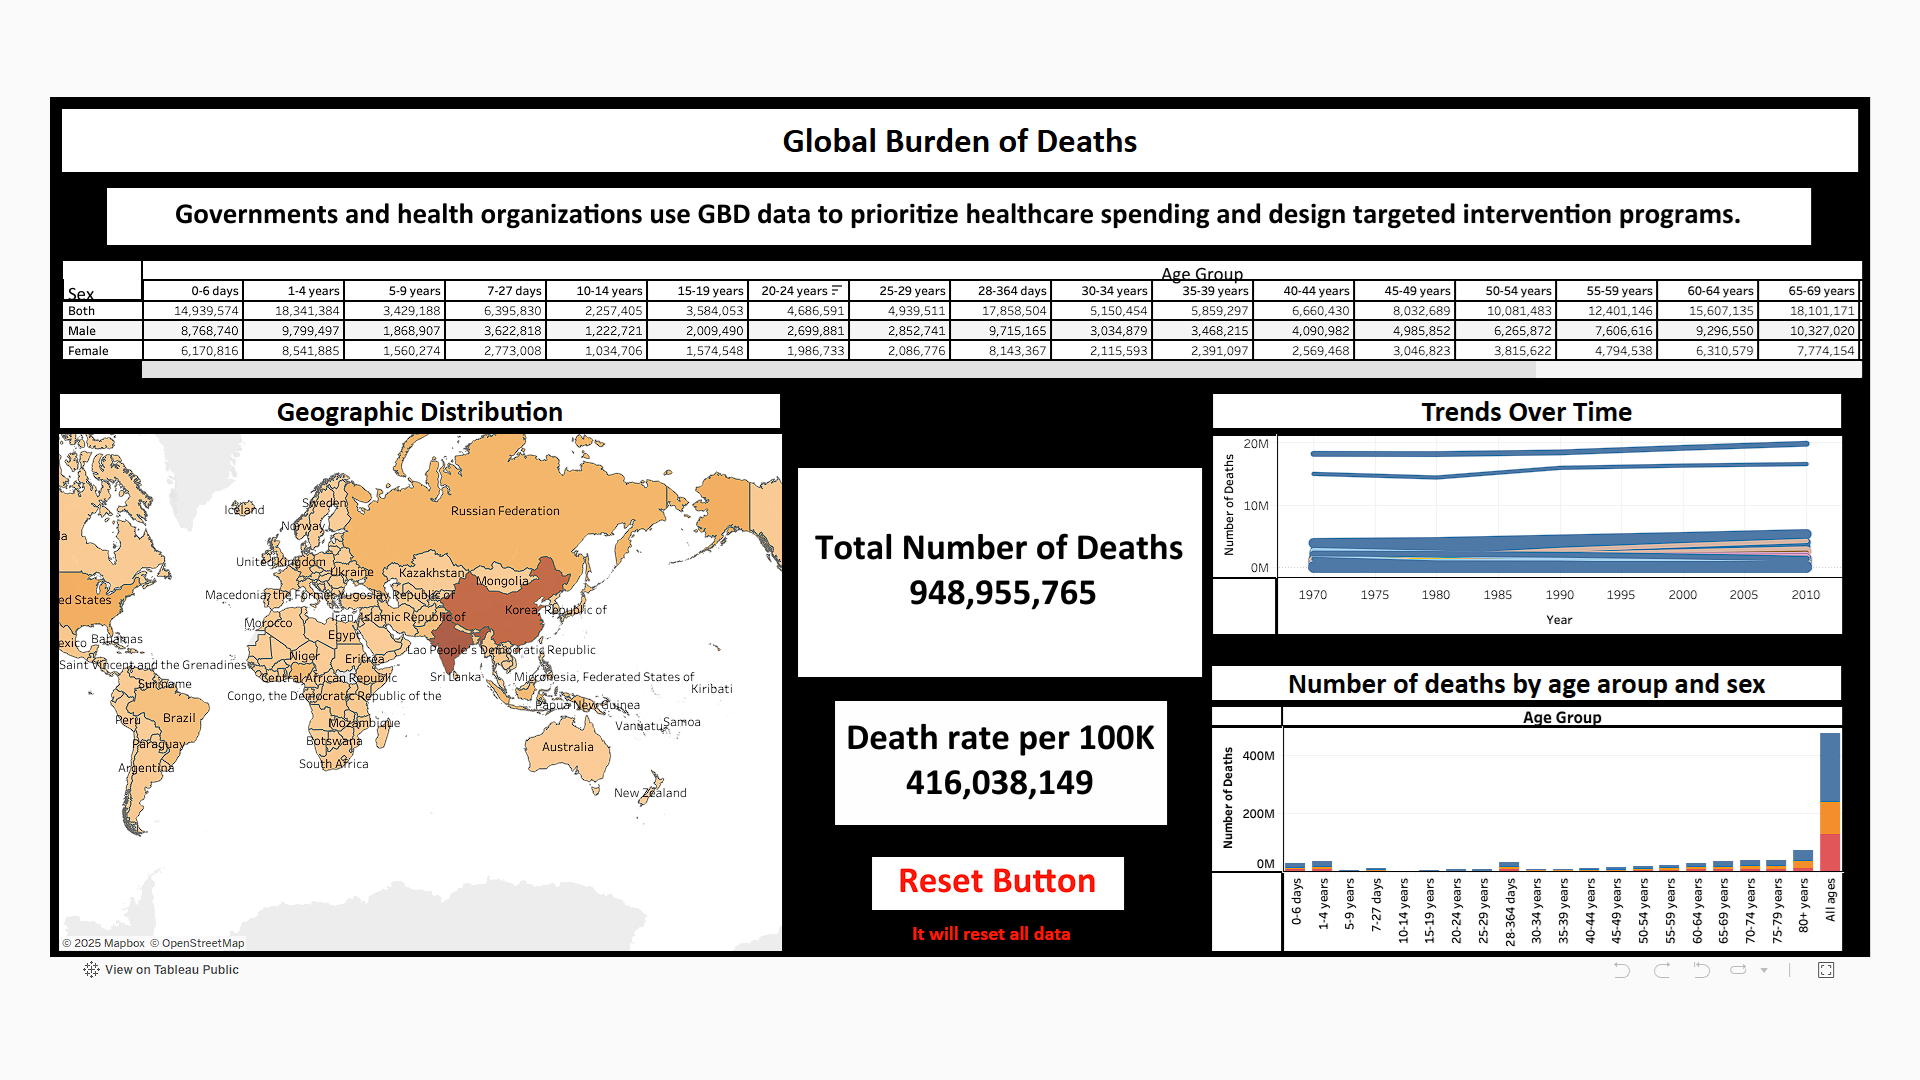 Global Burden of Deaths
Governments and health organizations use GBD data to prioritize healthcare spending and design targeted intervention programs.
Age Group
Sex 0-6 days 1-4 years 5-9 years 7-27 days 10-14 years 15-19 years 20-24 years 25-29 years 28-364 days 30-34 years 35-39 years 40-44 years 45-49 years 50-54 years 55-59 years 60-64 years 65-69 years
Both 14,939,574 18,341,384 3,429,188 6,395,830 2,257,405 3,584,053 4,686,591 4,939,511 17,858,504 5,150,454 5,859,297 6,660,430 8,032,689 10,081,483 12,401,146 15,607,135 18,101,171
Male 8,768,740 9,799,497 1,868,907 3,622,818 1,222,721 2,009,490 2,699,881 2,852,741 9,715,165 3,034,879 3,468,215 4,090,982 4,985,852 6,265,872 7,606,616 9,296,550 10,327,020
Female 6,170,816 8,541,885 1,560,274 2,773,008 1,034,706 1,574,548 1,986,733 2,086,776 8,143,367 2,115,593 2,391,097 2,569,468 3,046,823 3,815,622 4,794,538 6,310,579 7,774,154
Geographic Distribution
Iceland
Sweden
Norway
Russian Federation
la
United Kingdom
Ukraine
Kazakhstan
Mongolia
Macedonia, the Former Yugoslav Republic of
ed States
Korea, Republic of
Morocco
Iran, Islamic Republic of
Egypt
exico
Bahamas
Lao People's Democratic Republic
Saint Vincent and the Grenadines
Niger
Eritrea
Suriname
Central African Republic
Sri Lanka
Micronesia, Federated States of
Kiribati
Congo, the Democratic Republic of the
Papua New Guinea
Peru
Brazil
Mozambique
Vanuatu
Samoa
Paraguay
Botswana
Australia
Argentina
South Africa
New Zealand
© 2025 Mapbox © OpenStreetMap
Total Number of Deaths
948,955,765
Death rate per 100K
416,038,149
Reset Button
It will reset all data
Trends Over Time
Number of Deaths
20M
10M
0M
1970 1975 1980 1985 1990 1995 2000 2005 2010
Year
Number of deaths by age aroup and sex
Age Group
Number of Deaths
400M
200M
0M
0-6 days
1-4 years
5-9 years
7-27 days
10-14 years
15-19 years
20-24 years
25-29 years
28-364 days
30-34 years
35-39 years
40-44 years
45-49 years
50-54 years
55-59 years
60-64 years
65-69 years
70-74 years
75-79 years
80+ years
All ages
View on Tableau Public